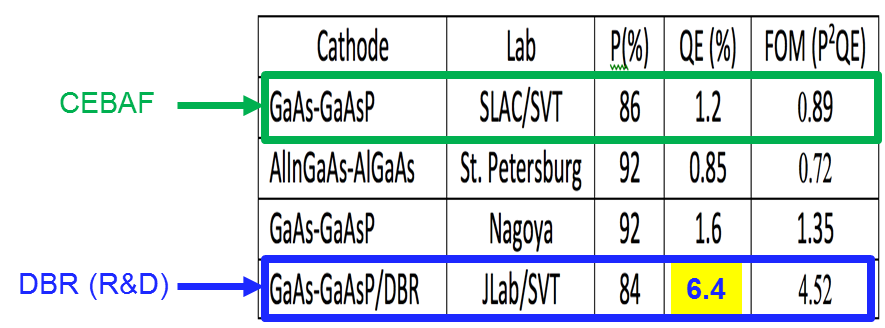 Cathode Lab P(%) QE (%) FOM (P²QE)
CEBAF GaAs-GaAsP SLAC/SVT 86 1.2 0.89
AlInGaAs-AlGaAs St. Petersburg 92 0.85 0.72
GaAs-GaAsP Nagoya 92 1.6 1.35
DBR (R&D) GaAs-GaAsP/DBR JLab/SVT 84 6.4 4.52